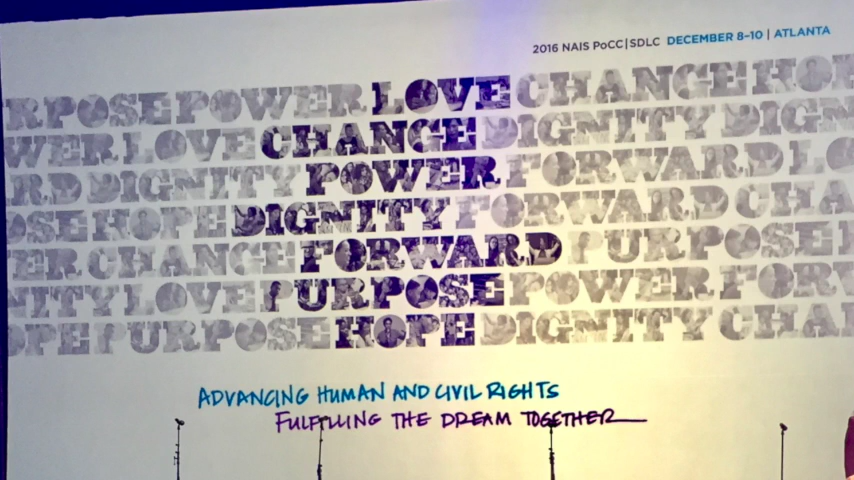 2016 NAIS PoCC|SDLC DECEMBER 8–10 | ATLANTA
RPOSE POWER LOVE CHANGE HOP
WER LOVE CHANGE DIGNITY DIGN
RD DIGNITY POWER FORWARD LO
OSE HOPE DIGNITY FORWARD CHA
ER CHANGE FORWARD PURPOSE
NITY LOVE PURPOSE POWER FORW
OPE PURPOSE HOPE DIGNITY CHA
ADVANCING HUMAN AND CIVIL RIGHTS
FULFILLING THE DREAM TOGETHER